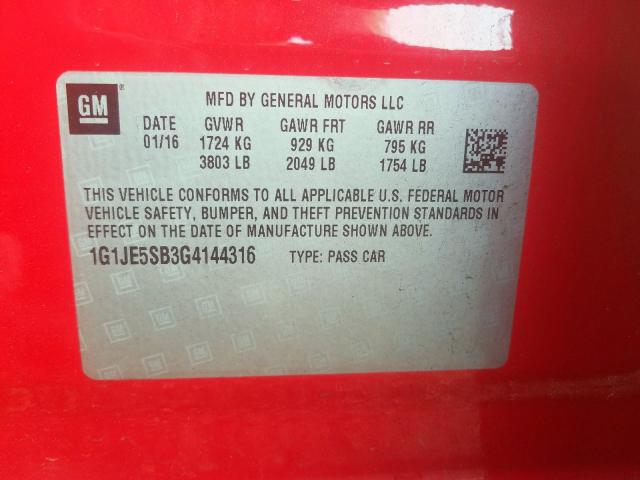 GM ® MFD BY GENERAL MOTORS LLC
DATE GVWR GAWR FRT GAWR RR
01/16 1724 KG 929 KG 795 KG
3803 LB 2049 LB 1754 LB
THIS VEHICLE CONFORMS TO ALL APPLICABLE U.S. FEDERAL MOTOR
VEHICLE SAFETY, BUMPER, AND THEFT PREVENTION STANDARDS IN
EFFECT ON THE DATE OF MANUFACTURE SHOWN ABOVE.
1G1JE5SB3G4144316 TYPE: PASS CAR